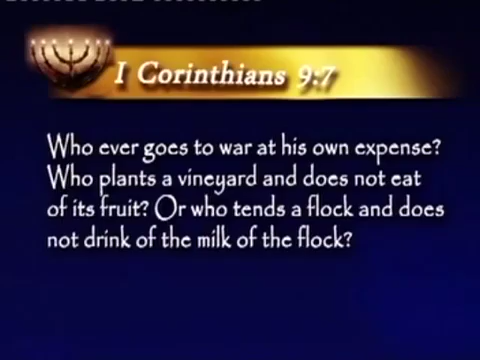 I Corinthians 9:7
Who ever goes to war at his own expense?
Who plants a vineyard and does not eat
of its fruit? Or who tends a flock and does
not drink of the milk of the flock?